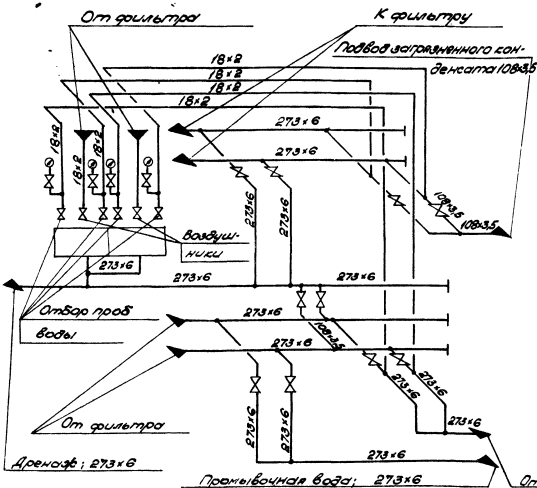 От фильтра
К фильтру
Подвод загрязненного кон-
денсата 108×3,5
18×2
18×2
18×2
18×2
273×6
273×6
18×2
18×2
18×2
18×2
273×6
273×6
108×3,5
108×3,5
Воздуш-
ники
273×6
273×6
Отбор проб
воды
273×6
108×3,5
273×6
273×6
273×6
273×6
273×6
273×6
От фильтра
273×6
Дренаж; 273×6
Промывочная вода; 273×6
От